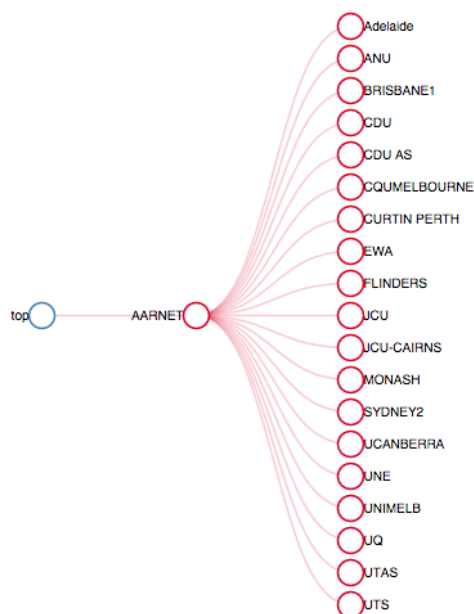 Adelaide
ANU
BRISBANE1
CDU
CDU AS
CQUMELBOURNE
CURTIN PERTH
EWA
FLINDERS
top
AARNET
JCU
JCU-CAIRNS
MONASH
SYDNEY2
UCANBERRA
UNE
UNIMELB
UQ
UTAS
UTS